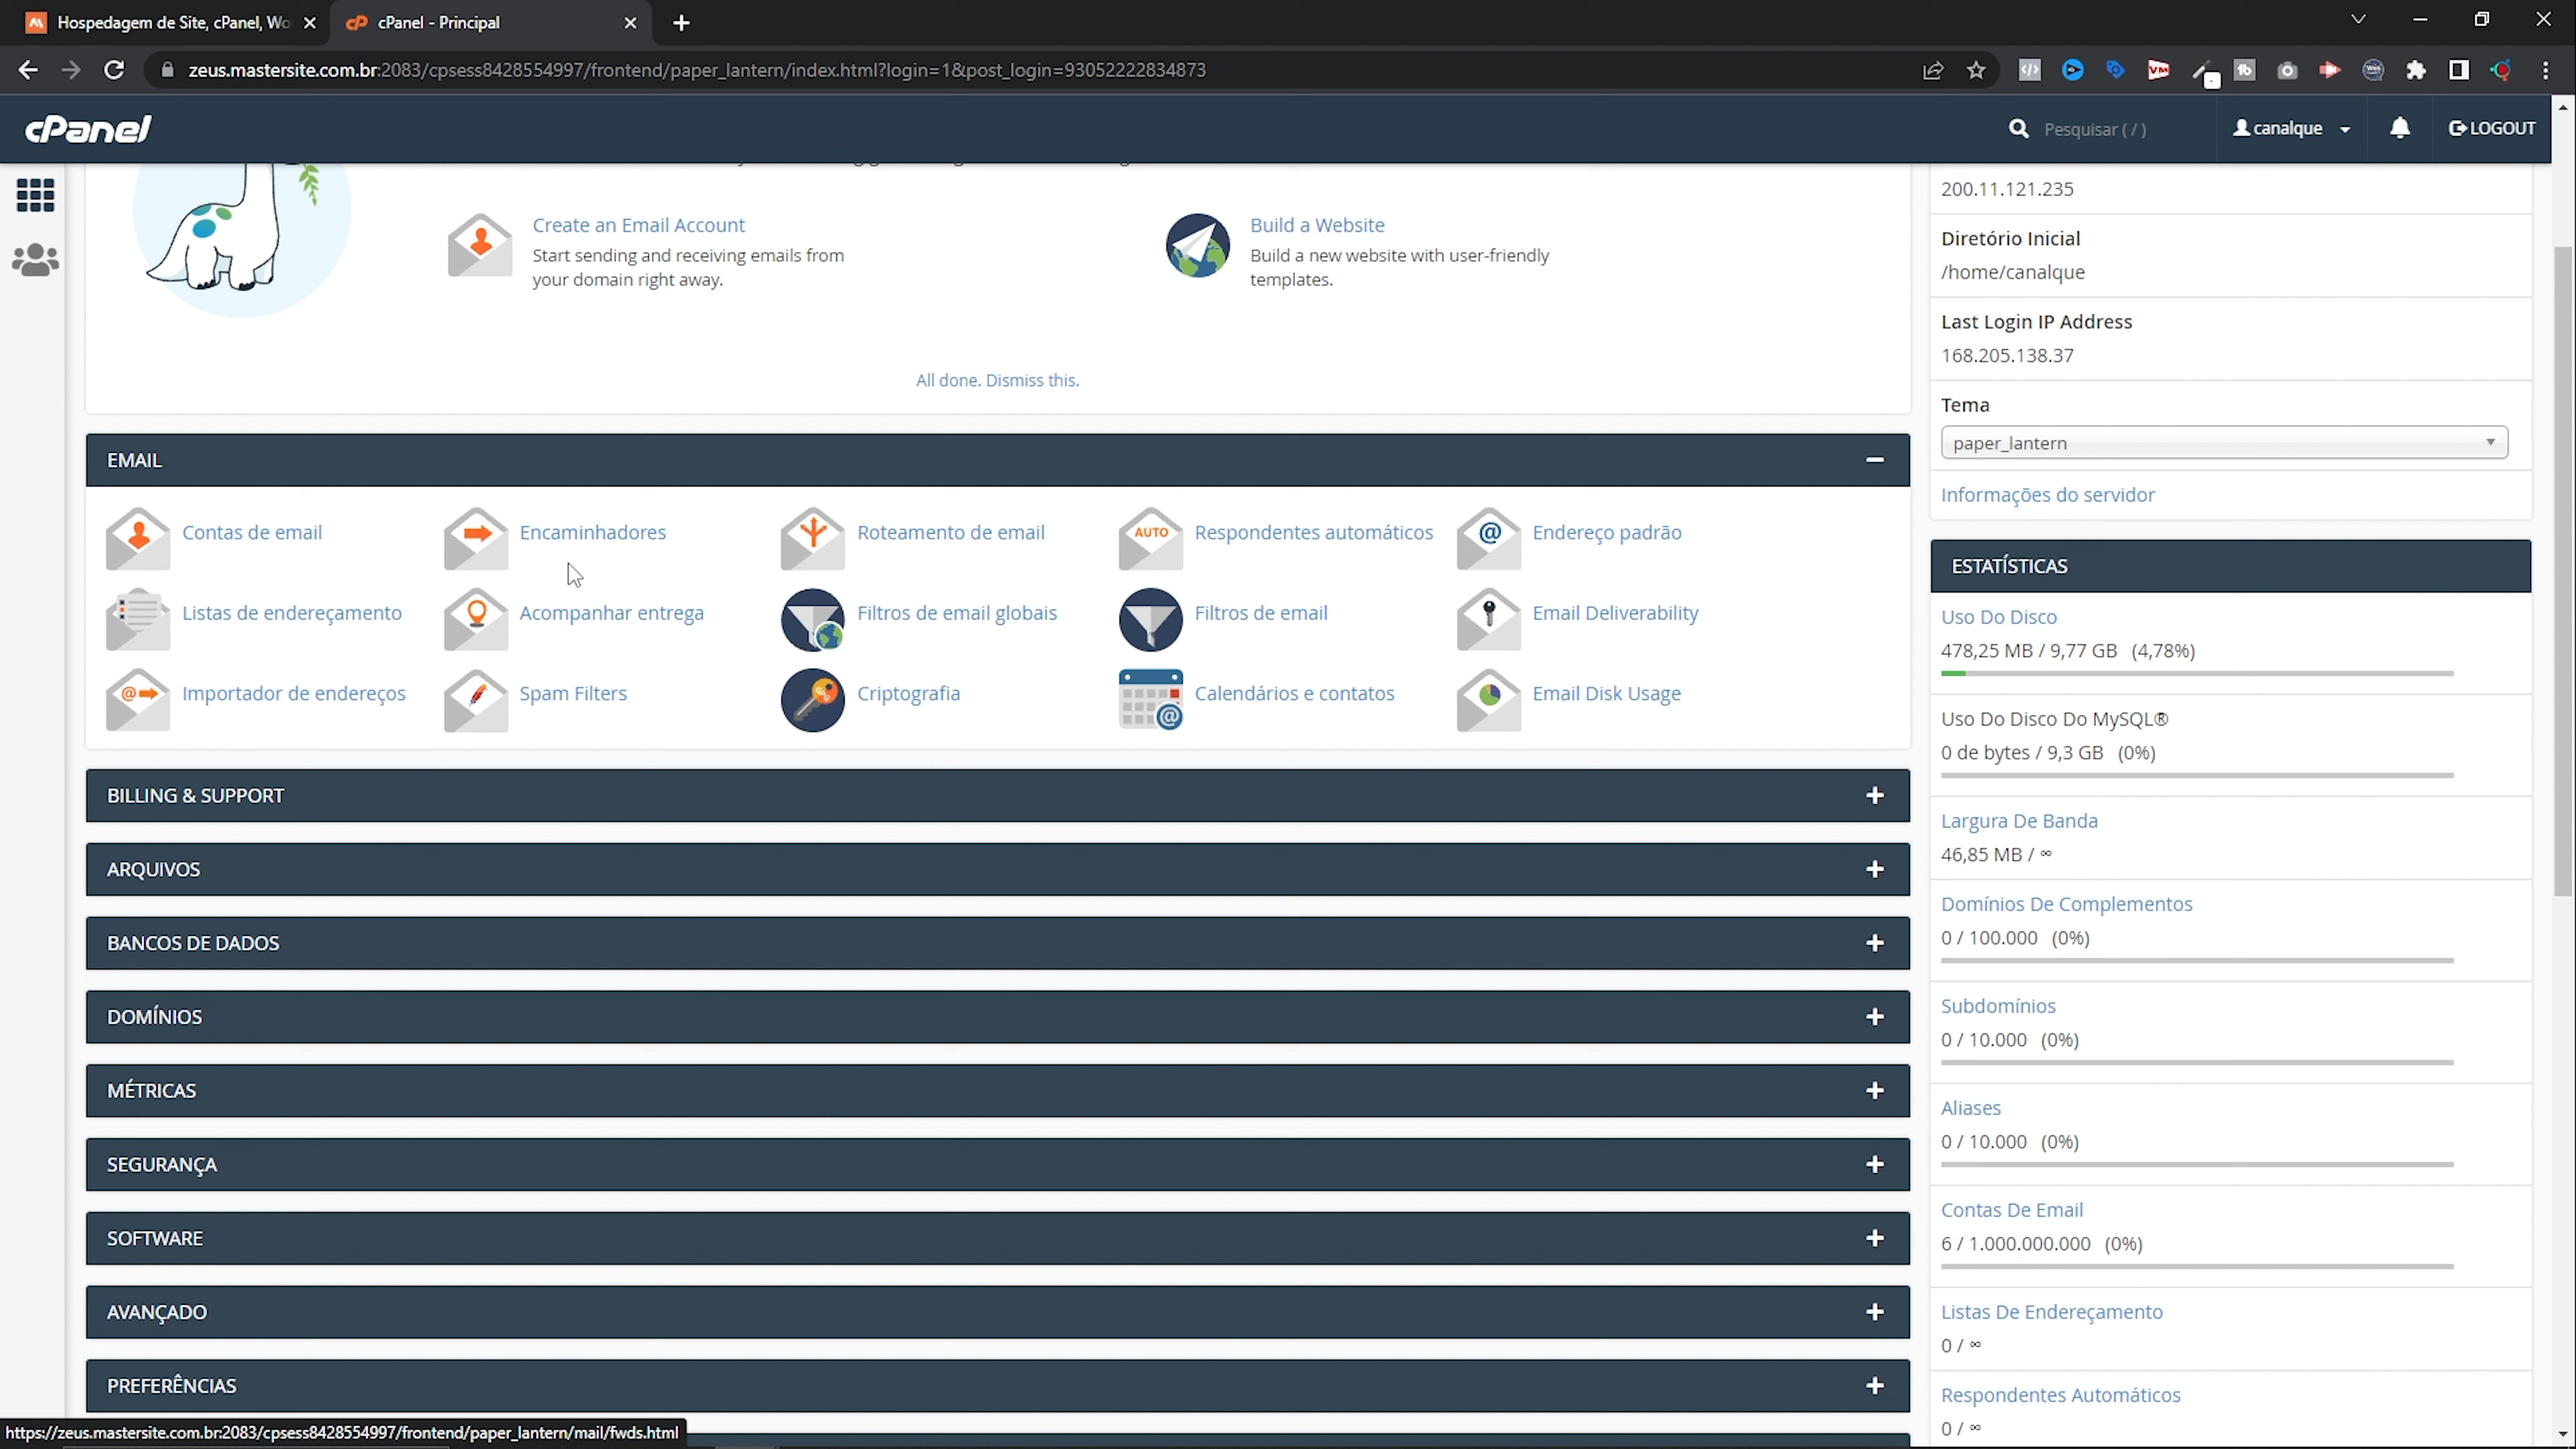 Hospedagem de Site, cPanel, Wo
cPanel - Principal
zeus.mastersite.com.br:2083/cpsess8428554997/frontend/paper_lantern/index.html?login=1&post_login=93052222834873
cPanel
Pesquisar ( / )
canalque
LOGOUT
Create an Email Account
Start sending and receiving emails from
your domain right away.
Build a Website
Build a new website with user-friendly
templates.
All done. Dismiss this.
EMAIL
Contas de email
Encaminhadores
Roteamento de email
AUTO
Respondentes automáticos
Endereço padrão
Listas de endereçamento
Acompanhar entrega
Filtros de email globais
Filtros de email
Email Deliverability
Importador de endereços
Spam Filters
Criptografia
Calendários e contatos
Email Disk Usage
BILLING & SUPPORT
ARQUIVOS
BANCOS DE DADOS
DOMÍNIOS
MÉTRICAS
SEGURANÇA
SOFTWARE
AVANÇADO
PREFERÊNCIAS
https://zeus.mastersite.com.br:2083/cpsess8428554997/frontend/paper_lantern/mail/fwds.html
200.11.121.235
Diretório Inicial
/home/canalque
Last Login IP Address
168.205.138.37
Tema
paper_lantern
Informações do servidor
ESTATÍSTICAS
Uso Do Disco
478,25 MB / 9,77 GB (4,78%)
Uso Do Disco Do MySQL®
0 de bytes / 9,3 GB (0%)
Largura De Banda
46,85 MB / ∞
Domínios De Complementos
0 / 100.000 (0%)
Subdomínios
0 / 10.000 (0%)
Aliases
0 / 10.000 (0%)
Contas De Email
6 / 1.000.000.000 (0%)
Listas De Endereçamento
0 / ∞
Respondentes Automáticos
0 / ∞